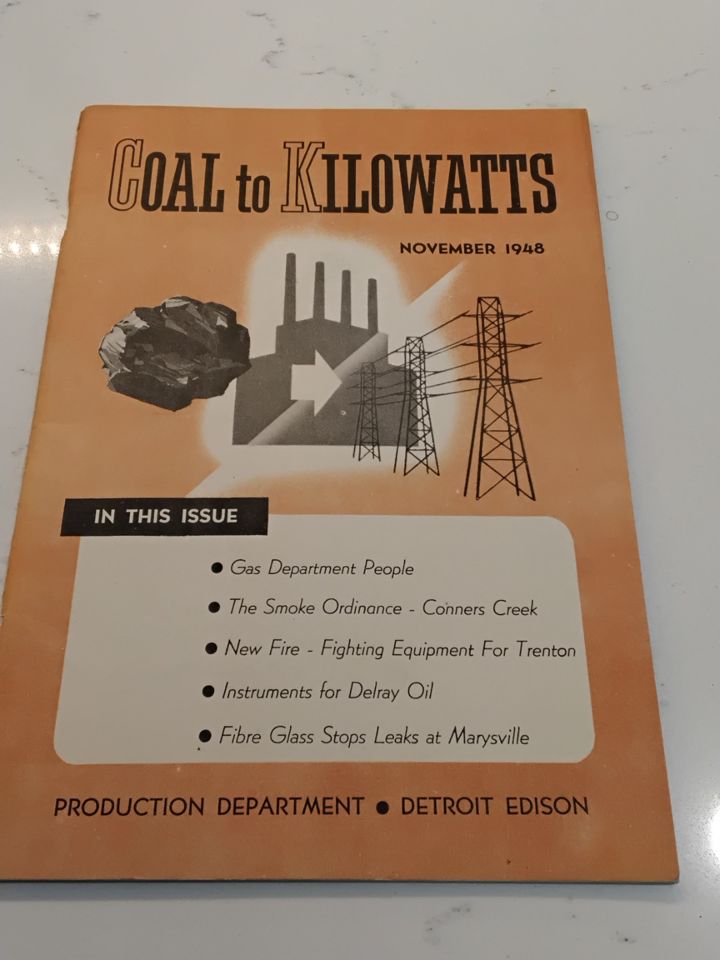 COAL to KILOWATTS
NOVEMBER 1948
IN THIS ISSUE
● Gas Department People
● The Smoke Ordinance - Conners Creek
● New Fire - Fighting Equipment For Trenton
● Instruments for Delray Oil
● Fibre Glass Stops Leaks at Marysville
PRODUCTION DEPARTMENT ● DETROIT EDISON